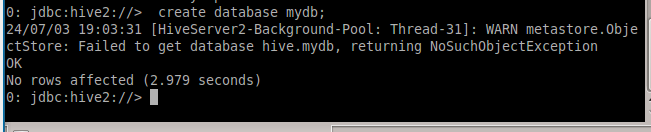 0: jdbc:hive2://>  create database mydb;
24/07/03 19:03:31 [HiveServer2-Background-Pool: Thread-31]: WARN metastore.Obje
ctStore: Failed to get database hive.mydb, returning NoSuchObjectException
OK
No rows affected (2.979 seconds)
0: jdbc:hive2://>